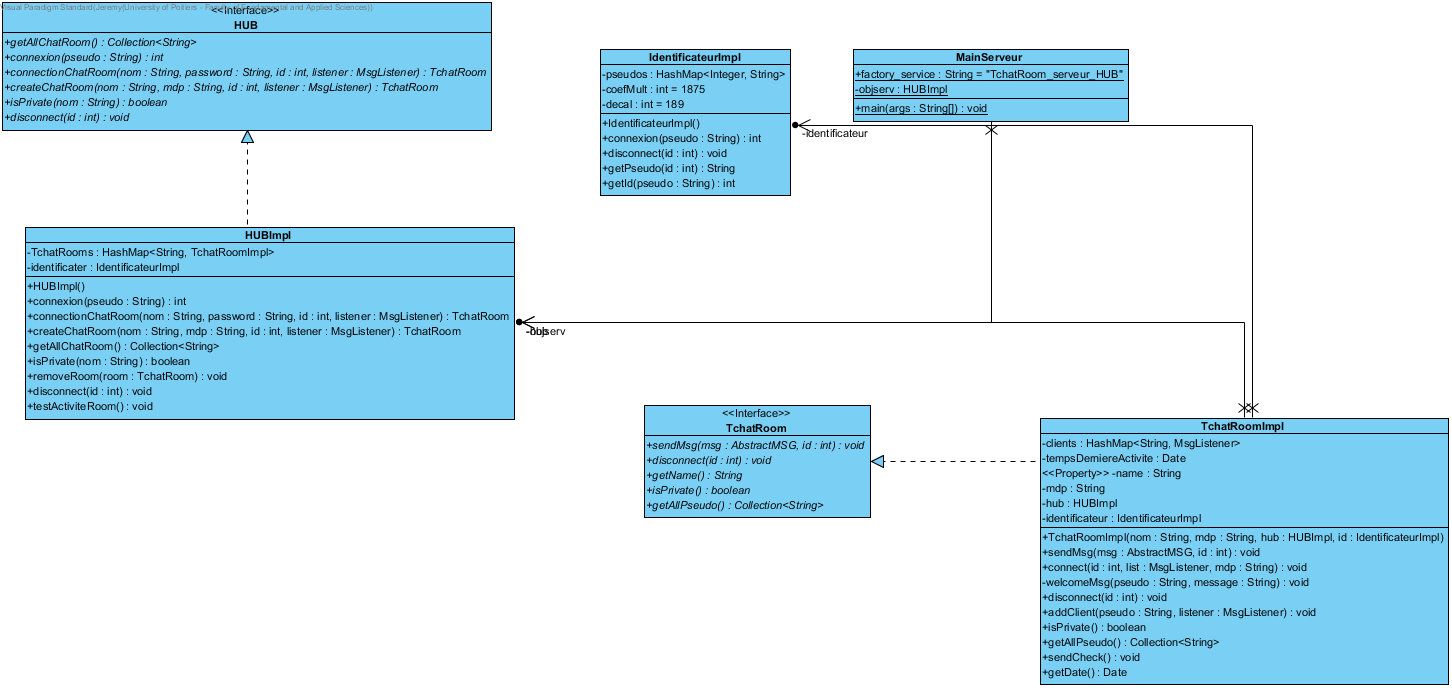 Visual Paradigm Standard(Jeremy(University of Poitiers - Fac and Applied Sciences))
<<Interface>>
HUB
+getAllChatRoom() : Collection<String>
+connexion(pseudo : String) : int
+connectionChatRoom(nom : String, password : String, id : int, listener : MsgListener) : TchatRoom
+createChatRoom(nom : String, mdp : String, id : int, listener : MsgListener) : TchatRoom
+isPrivate(nom : String) : boolean
+disconnect(id : int) : void
IdentificateurImpl
-pseudos : HashMap<Integer, String>
-coefMult : int = 1875
-decal : int = 189
+IdentificateurImpl()
+connexion(pseudo : String) : int
+disconnect(id : int) : void
+getPseudo(id : int) : String
+getId(pseudo : String) : int
MainServeur
+factory_service : String = "TchatRoom_serveur_HUB"
-objserv : HUBImpl
+main(args : String[]) : void
-identificateur
HUBImpl
-TchatRooms : HashMap<String, TchatRoomImpl>
-identificater : IdentificateurImpl
+HUBImpl()
+connexion(pseudo : String) : int
+connectionChatRoom(nom : String, password : String, id : int, listener : MsgListener) : TchatRoom
+createChatRoom(nom : String, mdp : String, id : int, listener : MsgListener) : TchatRoom
+getAllChatRoom() : Collection<String>
+isPrivate(nom : String) : boolean
+removeRoom(room : TchatRoom) : void
+disconnect(id : int) : void
+testActiviteRoom() : void
-hub
-objserv
<<Interface>>
TchatRoom
+sendMsg(msg : AbstractMSG, id : int) : void
+disconnect(id : int) : void
+getName() : String
+isPrivate() : boolean
+getAllPseudo() : Collection<String>
TchatRoomImpl
-clients : HashMap<String, MsgListener>
-tempsDerniereActivite : Date
<<Property>> -name : String
-mdp : String
-hub : HUBImpl
-identificateur : IdentificateurImpl
+TchatRoomImpl(nom : String, mdp : String, hub : HUBImpl, id : IdentificateurImpl)
+sendMsg(msg : AbstractMSG, id : int) : void
+connect(id : int, list : MsgListener, mdp : String) : void
-welcomeMsg(pseudo : String, message : String) : void
+disconnect(id : int) : void
+addClient(pseudo : String, listener : MsgListener) : void
+isPrivate() : boolean
+getAllPseudo() : Collection<String>
+sendCheck() : void
+getDate() : Date